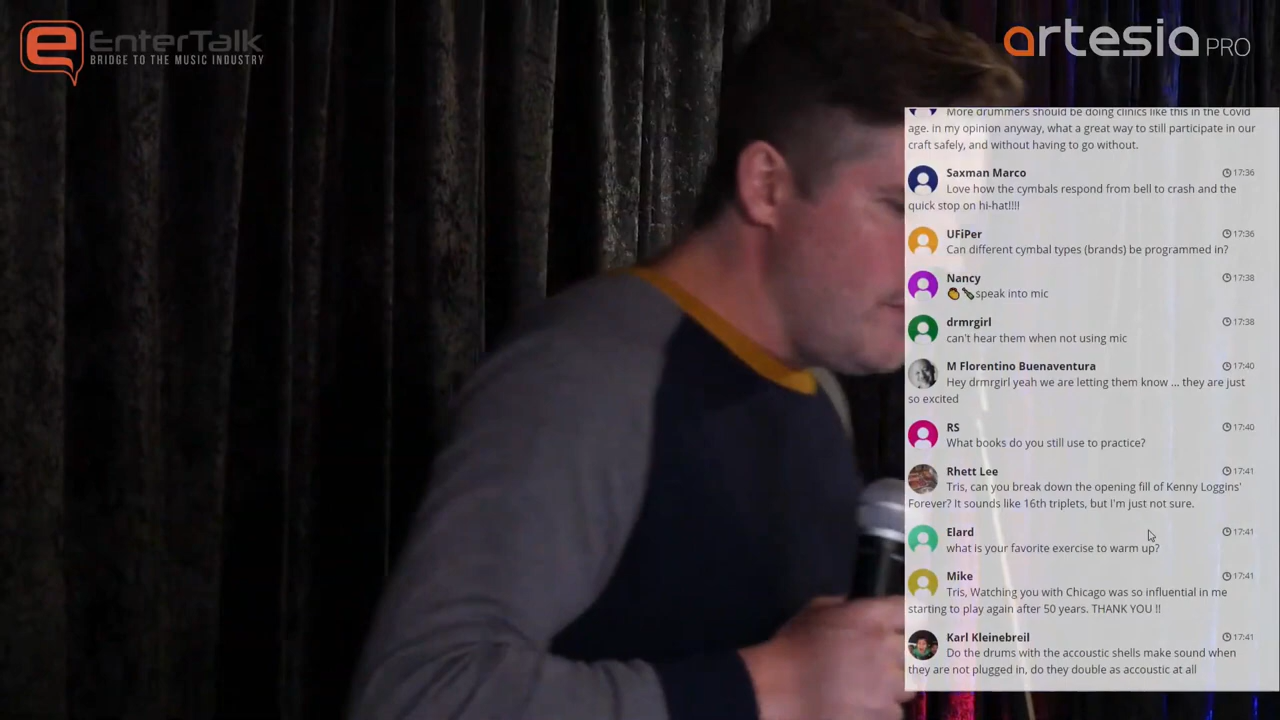 EnterTalk
BRIDGE TO THE MUSIC INDUSTRY
artesia PRO
More drummers should be doing clinics like this in the Covid
age. in my opinion anyway, what a great way to still participate in our
craft safely, and without having to go without.
Saxman Marco 17:36
Love how the cymbals respond from bell to crash and the
quick stop on hi-hat!!!!
UFiPer 17:36
Can different cymbal types (brands) be programmed in?
Nancy 17:38
speak into mic
drmrgirl 17:38
can't hear them when not using mic
M Florentino Buenaventura 17:40
Hey drmrgirl yeah we are letting them know ... they are just
so excited
RS 17:40
What books do you still use to practice?
Rhett Lee 17:41
Tris, can you break down the opening fill of Kenny Loggins'
Forever? It sounds like 16th triplets, but I'm just not sure.
Elard 17:41
what is your favorite exercise to warm up?
Mike 17:41
Tris, Watching you with Chicago was so influential in me
starting to play again after 50 years. THANK YOU !!
Karl Kleinebreil 17:41
Do the drums with the accoustic shells make sound when
they are not plugged in, do they double as accoustic at all